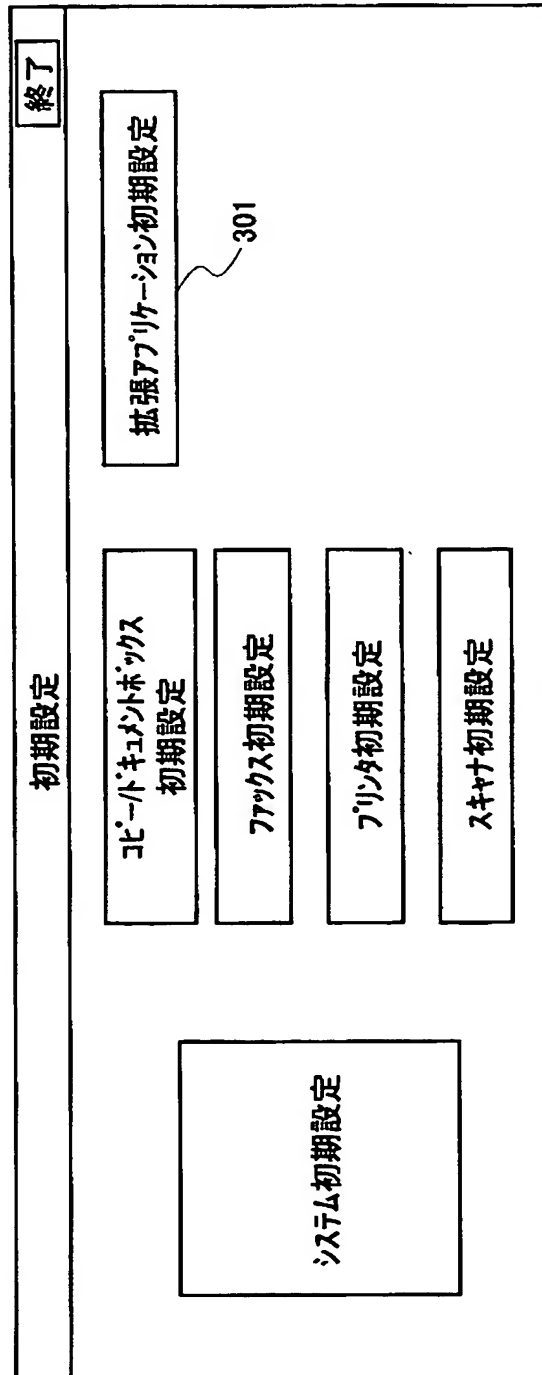 初期設定
終了
システム初期設定
コピー/ドキュメントボックス
初期設定
ファックス初期設定
プリンタ初期設定
スキャナ初期設定
拡張アプリケーション初期設定
301